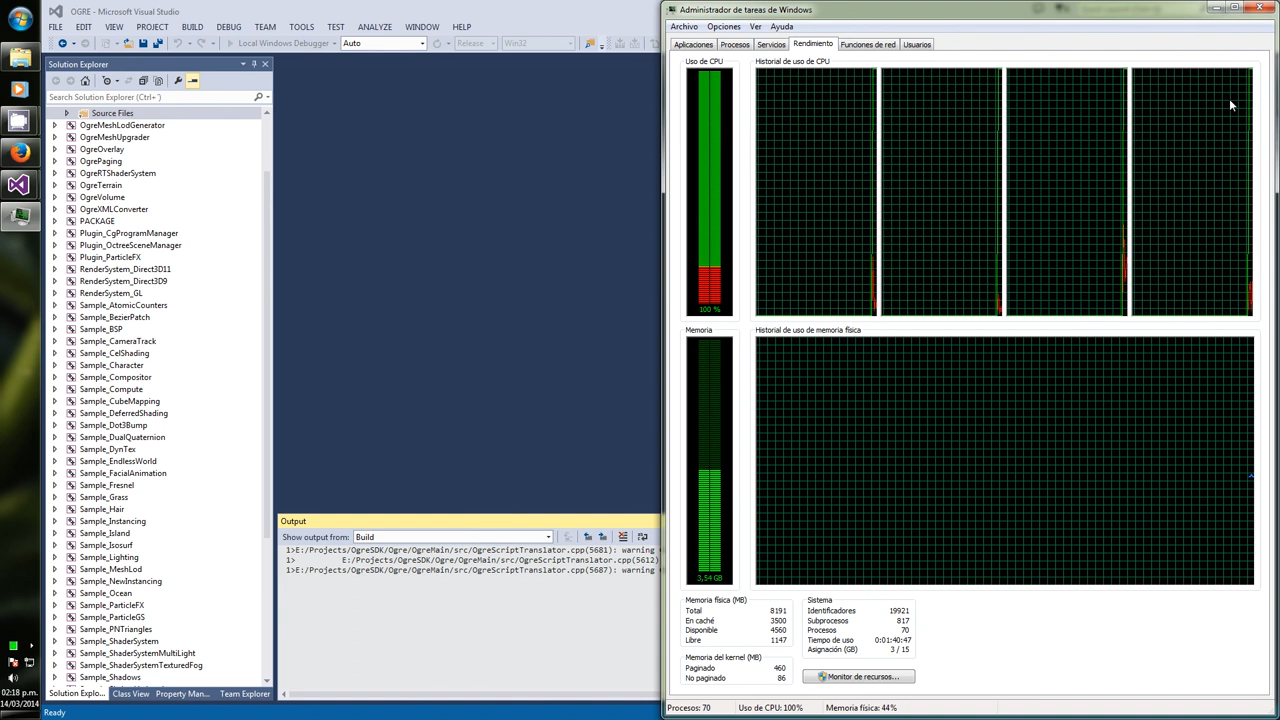 OGRE - Microsoft Visual Studio
FILE EDIT VIEW PROJECT BUILD DEBUG TEAM TOOLS TEST ANALYZE WINDOW HELP
Local Windows Debugger Auto Release Win32
Solution Explorer
Search Solution Explorer (Ctrl+´)
Source Files
OgreMeshLodGenerator
OgreMeshUpgrader
OgreOverlay
OgrePaging
OgreRTShaderSystem
OgreTerrain
OgreVolume
OgreXMLConverter
PACKAGE
Plugin_CgProgramManager
Plugin_OctreeSceneManager
Plugin_ParticleFX
RenderSystem_Direct3D11
RenderSystem_Direct3D9
RenderSystem_GL
Sample_AtomicCounters
Sample_BezierPatch
Sample_BSP
Sample_CameraTrack
Sample_CelShading
Sample_Character
Sample_Compositor
Sample_Compute
Sample_CubeMapping
Sample_DeferredShading
Sample_Dot3Bump
Sample_DualQuaternion
Sample_DynTex
Sample_EndlessWorld
Sample_FacialAnimation
Sample_Fresnel
Sample_Grass
Sample_Hair
Sample_Instancing
Sample_Island
Sample_Isosurf
Sample_Lighting
Sample_MeshLod
Sample_NewInstancing
Sample_Ocean
Sample_ParticleFX
Sample_ParticleGS
Sample_PNTriangles
Sample_ShaderSystem
Sample_ShaderSystemMultiLight
Sample_ShaderSystemTexturedFog
Sample_Shadows
Solution Explo... Class View Property Man... Team Explorer
Ready
Output
Show output from: Build
1>E:/Projects/OgreSDK/Ogre/OgreMain/src/OgreScriptTranslator.cpp(5681): warning
1> E:/Projects/OgreSDK/Ogre/OgreMain/src/OgreScriptTranslator.cpp(5612)
1>E:/Projects/OgreSDK/Ogre/OgreMain/src/OgreScriptTranslator.cpp(5687): warning
02:18 p.m.
14/03/2014
Administrador de tareas de Windows
Archivo Opciones Ver Ayuda
Aplicaciones Procesos Servicios Rendimiento Funciones de red Usuarios
Uso de CPU
100 %
Historial de uso de CPU
Memoria
3,54 GB
Historial de uso de memoria física
Memoria física (MB)
Total 8191
En caché 3500
Disponible 4560
Libre 1147
Memoria del kernel (MB)
Paginado 460
No paginado 86
Sistema
Identificadores 19921
Subprocesos 817
Procesos 70
Tiempo de uso 0:01:40:47
Asignación (GB) 3 / 15
Monitor de recursos...
Procesos: 70 Uso de CPU: 100% Memoria física: 44%